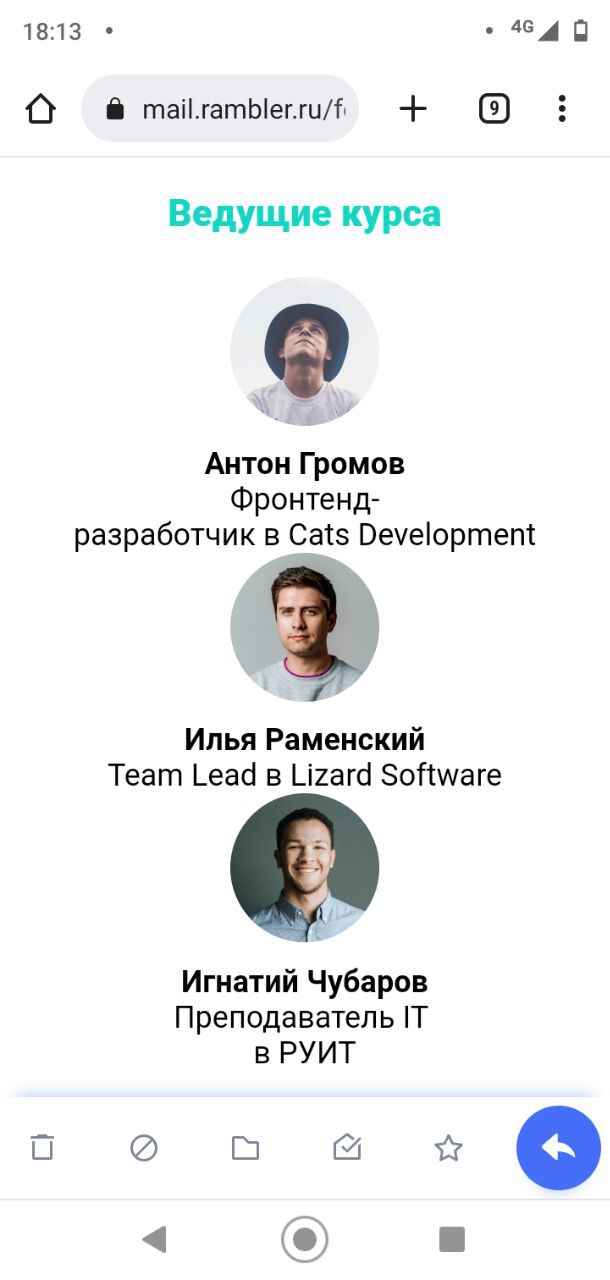 18:13
4G
mail.rambler.ru/f
9
Ведущие курса
Антон Громов
Фронтенд-
разработчик в Cats Development
Илья Раменский
Team Lead в Lizard Software
Игнатий Чубаров
Преподаватель IT
в РУИТ